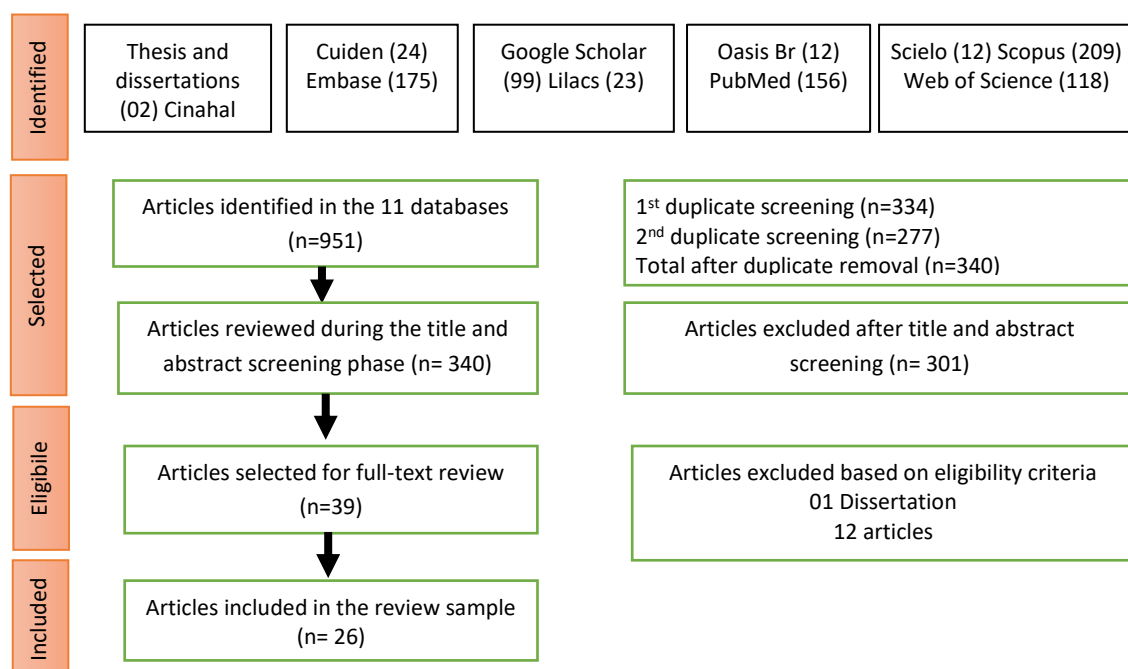 Identified
Thesis and
dissertations
(02) Cinahal
Cuiden (24)
Embase (175)
Google Scholar
(99) Lilacs (23)
Oasis Br (12)
PubMed (156)
Scielo (12) Scopus (209)
Web of Science (118)
Selected
Articles identified in the 11 databases
(n=951)
1st duplicate screening (n=334)
2nd duplicate screening (n=277)
Total after duplicate removal (n=340)
Articles reviewed during the title and
abstract screening phase (n= 340)
Articles excluded after title and abstract
screening (n= 301)
Eligibile
Articles selected for full-text review
(n=39)
Articles excluded based on eligibility criteria
01 Dissertation
12 articles
Included
Articles included in the review sample
(n= 26)